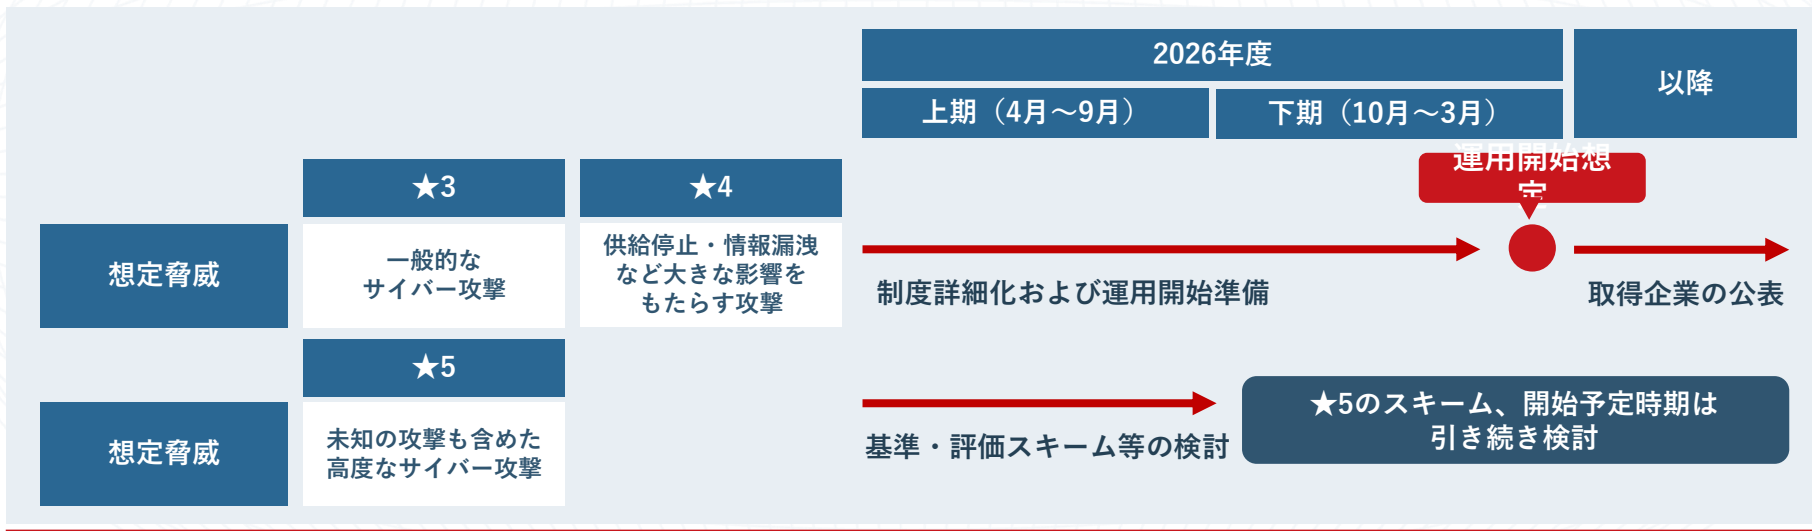 2026年度
以降
上期（4月～9月）
下期（10月～3月）
運用開始想
定
★3
★4
想定脅威
一般的な
サイバー攻撃
供給停止・情報漏洩
など大きな影響を
もたらす攻撃
制度詳細化および運用開始準備
取得企業の公表
★5
想定脅威
未知の攻撃も含めた
高度なサイバー攻撃
基準・評価スキーム等の検討
★5のスキーム、開始予定時期は
引き続き検討